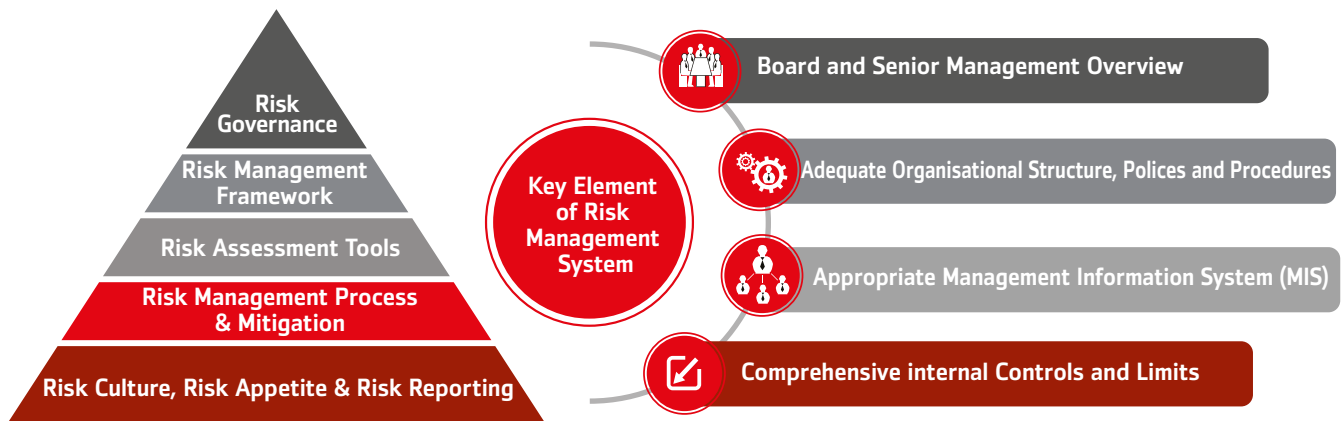 Risk
Governance
Risk Management
Framework
Risk Assessment Tools
Risk Management Process
& Mitigation
Risk Culture, Risk Appetite & Risk Reporting
Key Element
of Risk
Management
System
Board and Senior Management Overview
Adequate Organisational Structure, Polices and Procedures
Appropriate Management Information System (MIS)
Comprehensive internal Controls and Limits